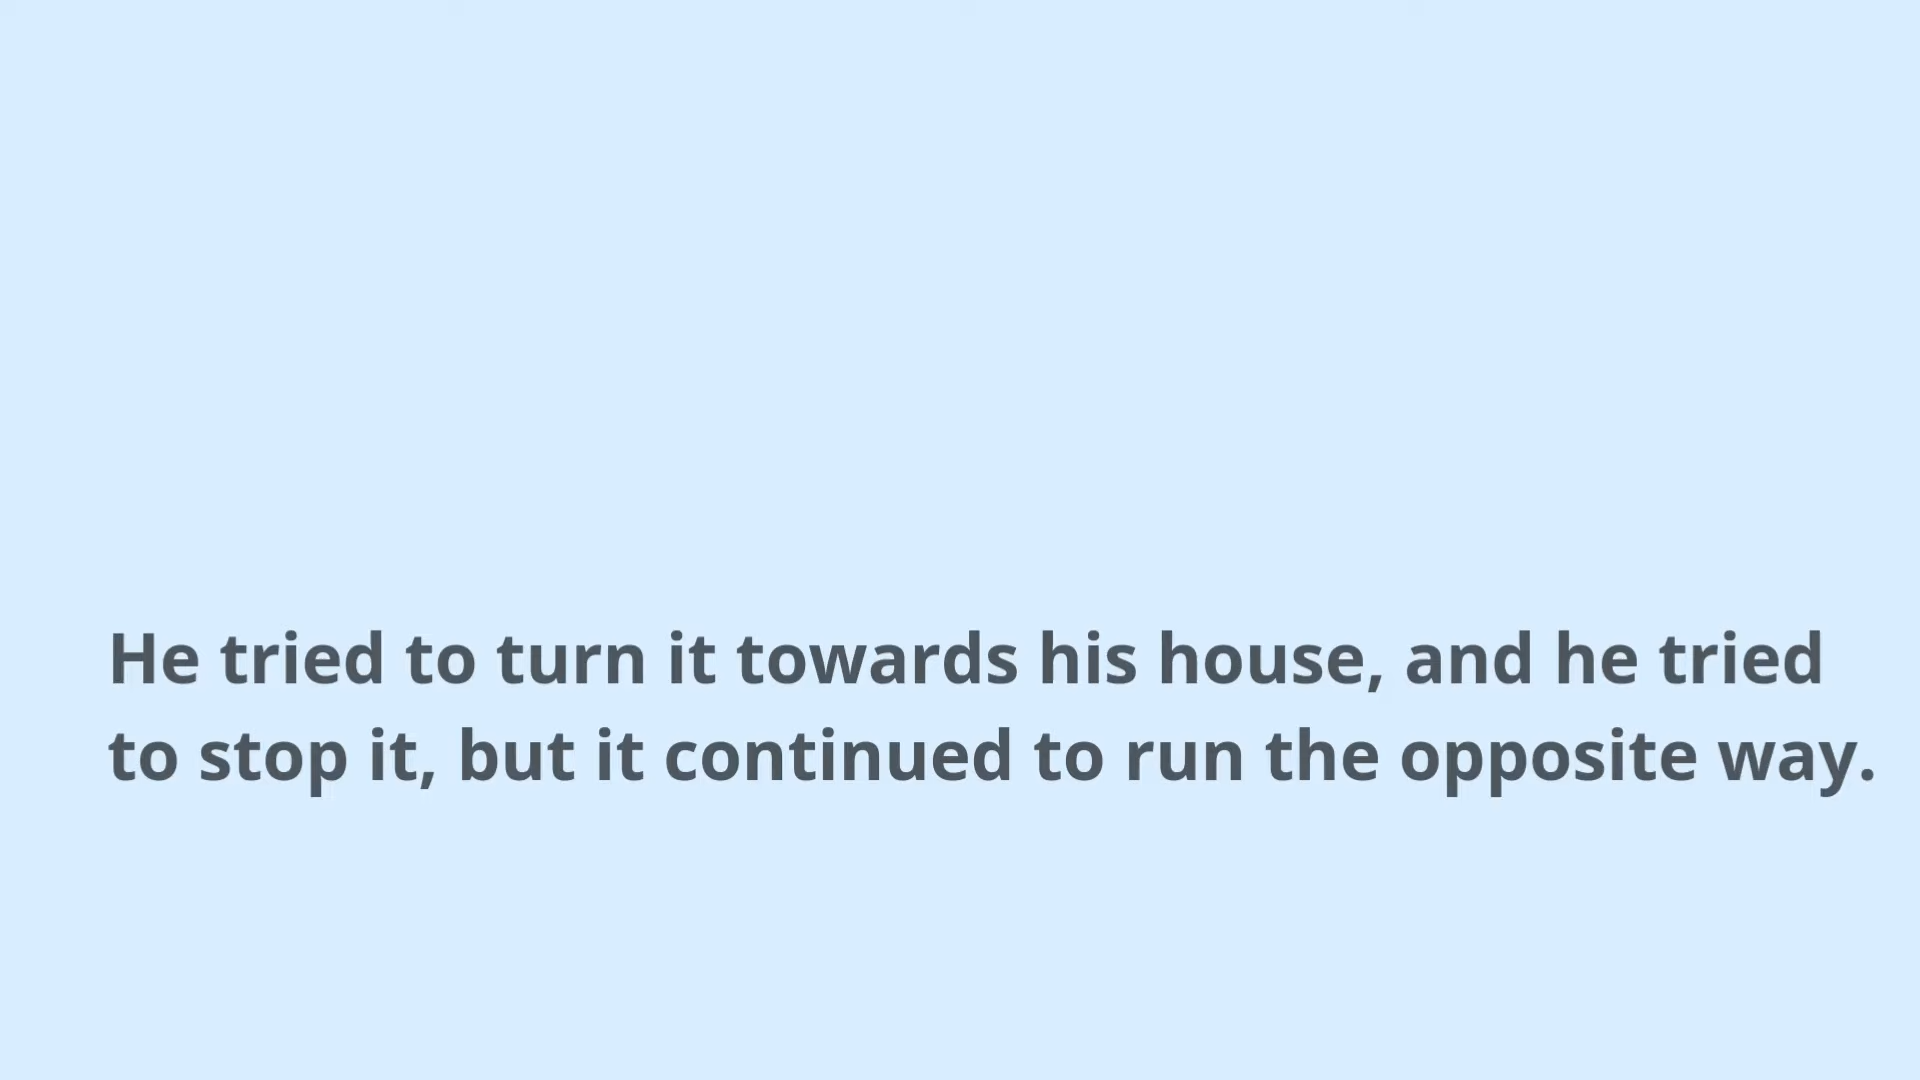 He tried to turn it towards his house, and he tried
to stop it, but it continued to run the opposite way.